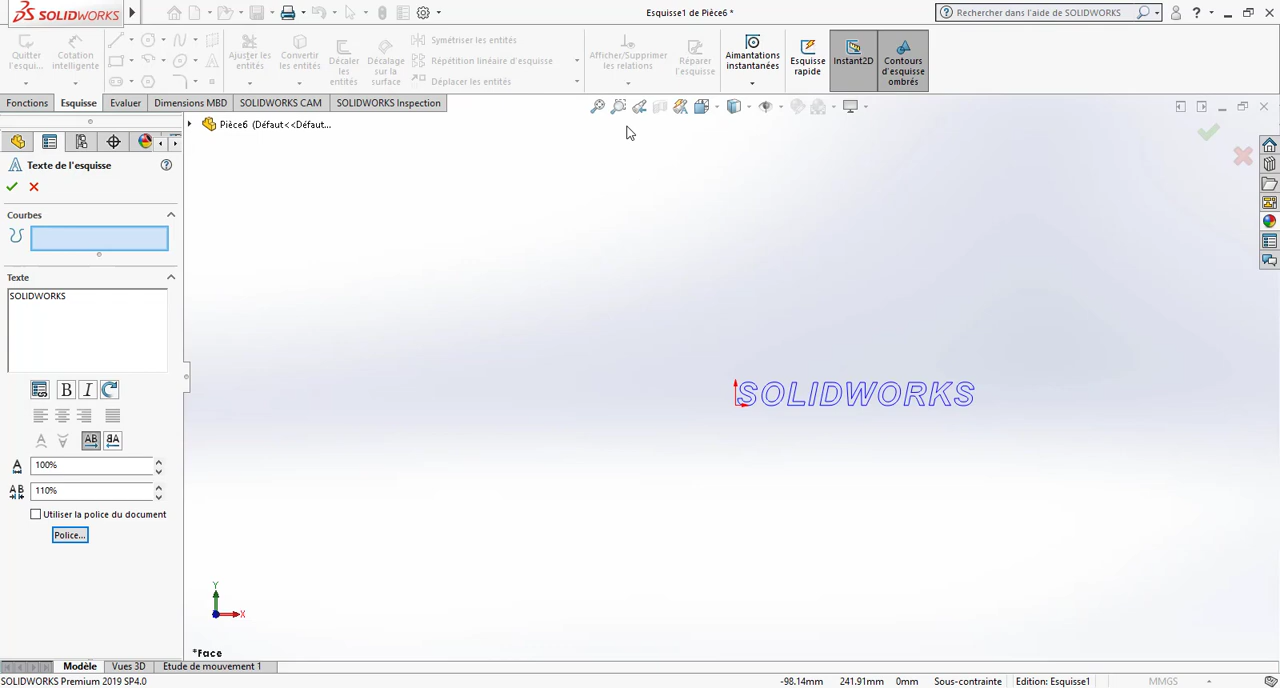 SOLIDWORKS
Esquisse1 de Pièce6 *
Rechercher dans l'aide de SOLIDWORKS
Quitter l'esqui...
Cotation intelligente
Ajuster les entités
Convertir les entités
Décaler les entités
Décalage sur la surface
Symétriser les entités
Répétition linéaire d'esquisse
Déplacer les entités
Afficher/Supprimer les relations
Réparer l'esquisse
Aimantations instantanées
Esquisse rapide
Instant2D
Contours d'esquisse ombrés
Fonctions
Esquisse
Evaluer
Dimensions MBD
SOLIDWORKS CAM
SOLIDWORKS Inspection
Pièce6 (Défaut<<Défaut...
Texte de l'esquisse
Courbes
Texte
SOLIDWORKS
B I
AB
AB
100%
110%
Utiliser la police du document
Police...
SOLIDWORKS
Y
X
*Face
Modèle
Vues 3D
Etude de mouvement 1
SOLIDWORKS Premium 2019 SP4.0
-98.14mm
241.91mm
0mm
Sous-contrainte
Edition: Esquisse1
MMGS